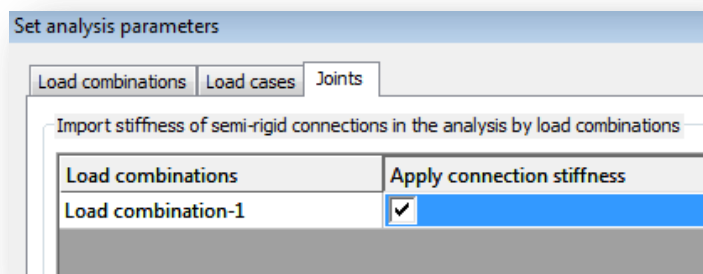 Set analysis parameters
Load combinations Load cases Joints
Import stiffness of semi-rigid connections in the analysis by load combinations
Load combinations Apply connection stiffness
Load combination-1